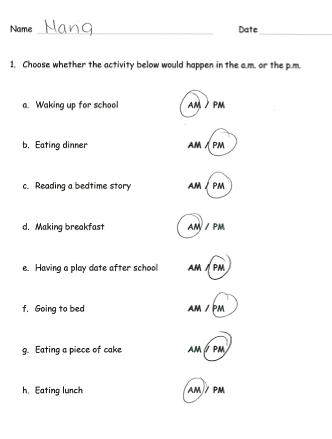 Name Hang Date
1. Choose whether the activity below would happen in the a.m. or the p.m.
a. Waking up for school AM / PM
b. Eating dinner AM / PM
c. Reading a bedtime story AM / PM
d. Making breakfast AM / PM
e. Having a play date after school AM / PM
f. Going to bed AM / PM
g. Eating a piece of cake AM / PM
h. Eating lunch AM / PM